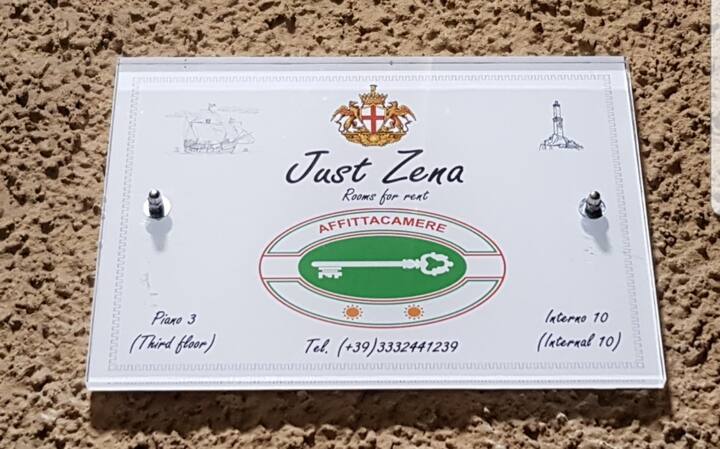 Just Zena
Rooms for rent
AFFITTACAMERE
Piano 3
(Third floor)
Tel. (+39)3332441239
Interno 10
(Internal 10)